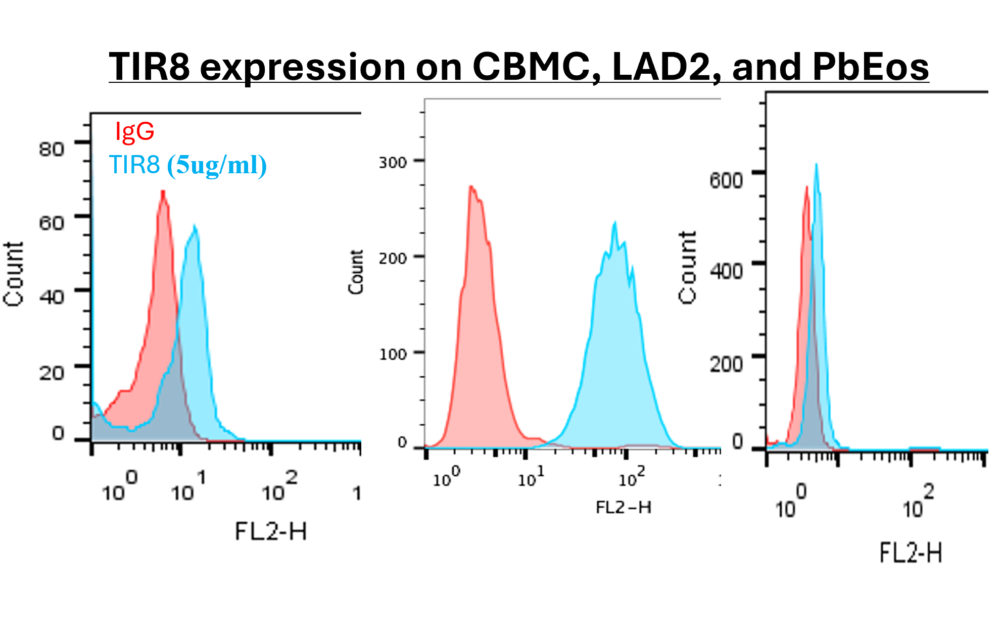 TIR8 expression on CBMC, LAD2, and PbEos
IgG
TIR8 (5ug/ml)
80
60
40
20
0
Count
10^0 10^1 10^2 1
FL2-H
300
200
100
0
Count
10^0 10^1 10^2
FL2-H
600
400
200
0
Count
10^0 10^2
FL2-H